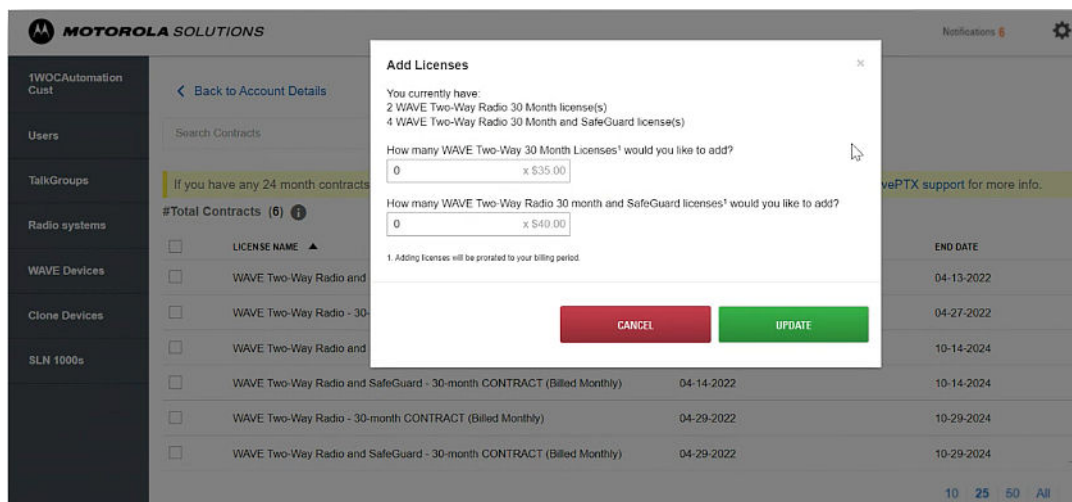 MOTOROLA SOLUTIONS
Notifications 6
1WOCAutomation
Cust
Users
TalkGroups
Radio systems
WAVE Devices
Clone Devices
SLN 1000s
Back to Account Details
Search Contracts
If you have any 24 month contracts
vePTX support for more info.
#Total Contracts (6)
LICENSE NAME
END DATE
WAVE Two-Way Radio and
04-13-2022
WAVE Two-Way Radio - 30-
04-27-2022
WAVE Two-Way Radio and
10-14-2024
WAVE Two-Way Radio and SafeGuard - 30-month CONTRACT (Billed Monthly) 04-14-2022 10-14-2024
WAVE Two-Way Radio - 30-month CONTRACT (Billed Monthly) 04-29-2022 10-29-2024
WAVE Two-Way Radio and SafeGuard - 30-month CONTRACT (Billed Monthly) 04-29-2022 10-29-2024
10 25 50 All
Add Licenses
×
You currently have:
2 WAVE Two-Way Radio 30 Month license(s)
4 WAVE Two-Way Radio 30 Month and SafeGuard license(s)
How many WAVE Two-Way 30 Month Licenses¹ would you like to add?
0 x $35.00
How many WAVE Two-Way Radio 30 month and SafeGuard licenses¹ would you like to add?
0 x $40.00
1. Adding licenses will be prorated to your billing period.
CANCEL
UPDATE